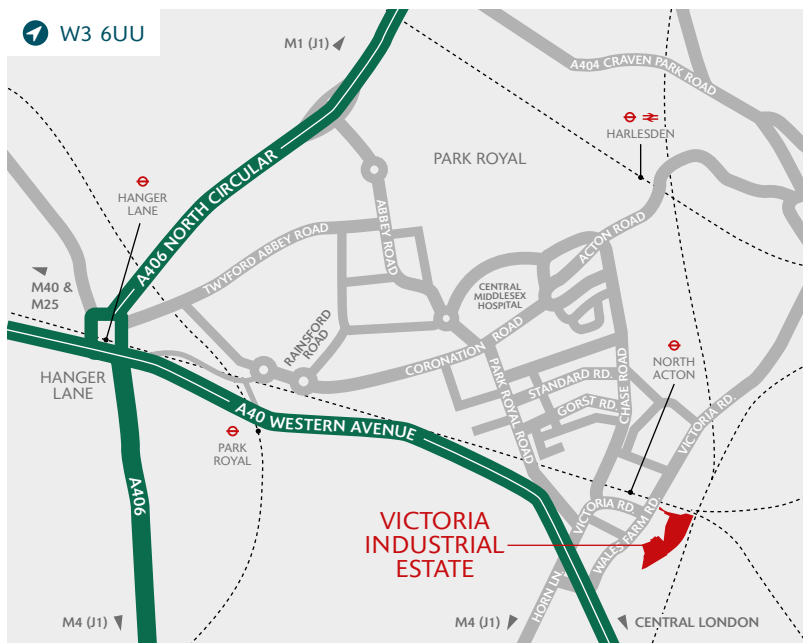 W3 6UU
M1 (J1)
A404 CRAVEN PARK ROAD
HARLESDEN
PARK ROYAL
A406 NORTH CIRCULAR
HANGER
LANE
ABBEY ROAD
TWYFORD ABBEY ROAD
ACTON ROAD
M40 &
M25
CENTRAL
MIDDLESEX
HOSPITAL
RAINSFORD
ROAD
CORONATION ROAD
NORTH
ACTON
HANGER
LANE
PARK ROYAL ROAD
STANDARD RD.
GORST RD.
CHASE ROAD
VICTORIA RD.
A40 WESTERN AVENUE
PARK
ROYAL
A406
VICTORIA RD.
WALES FARM RD.
VICTORIA
INDUSTRIAL
ESTATE
HORN LN.
M4 (J1)
M4 (J1)
CENTRAL LONDON